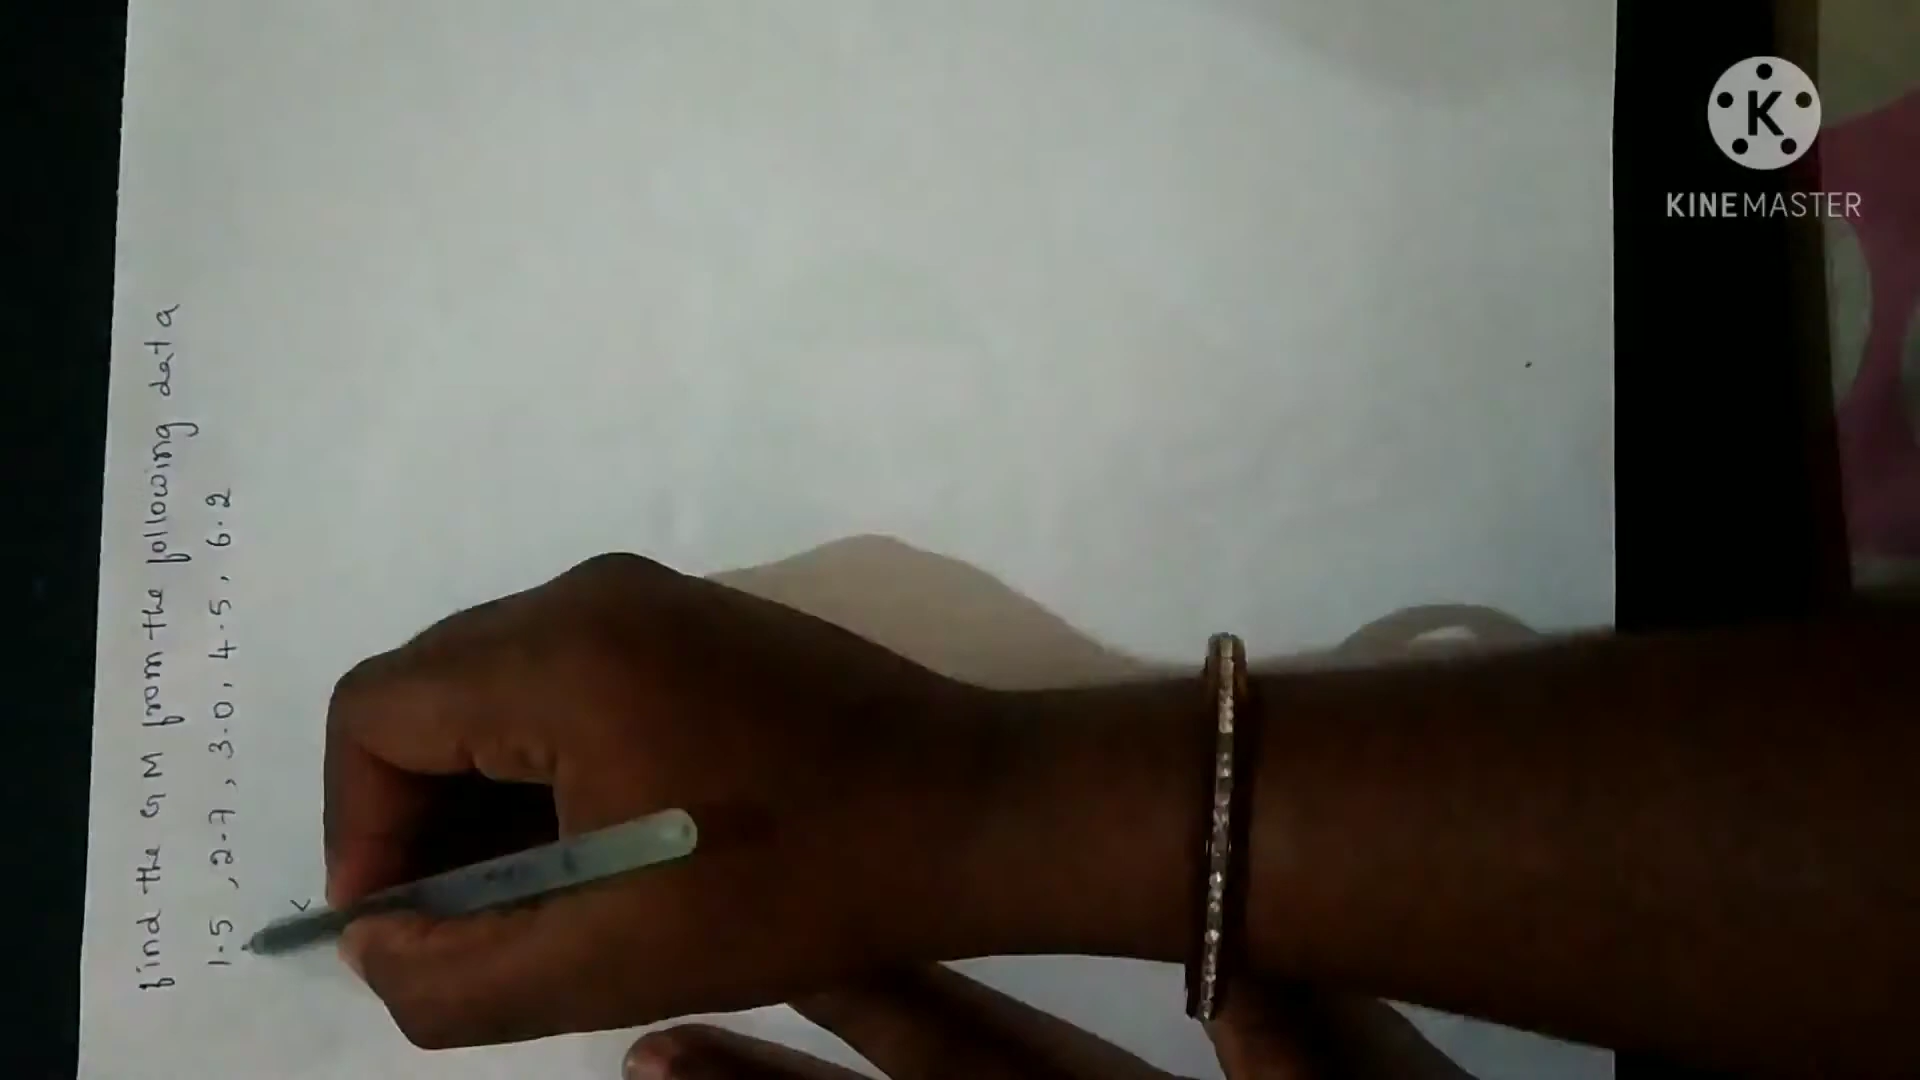 find the GM from the following data
1.5, 2.7, 3.0, 4.5, 6.2
K
KINEMASTER